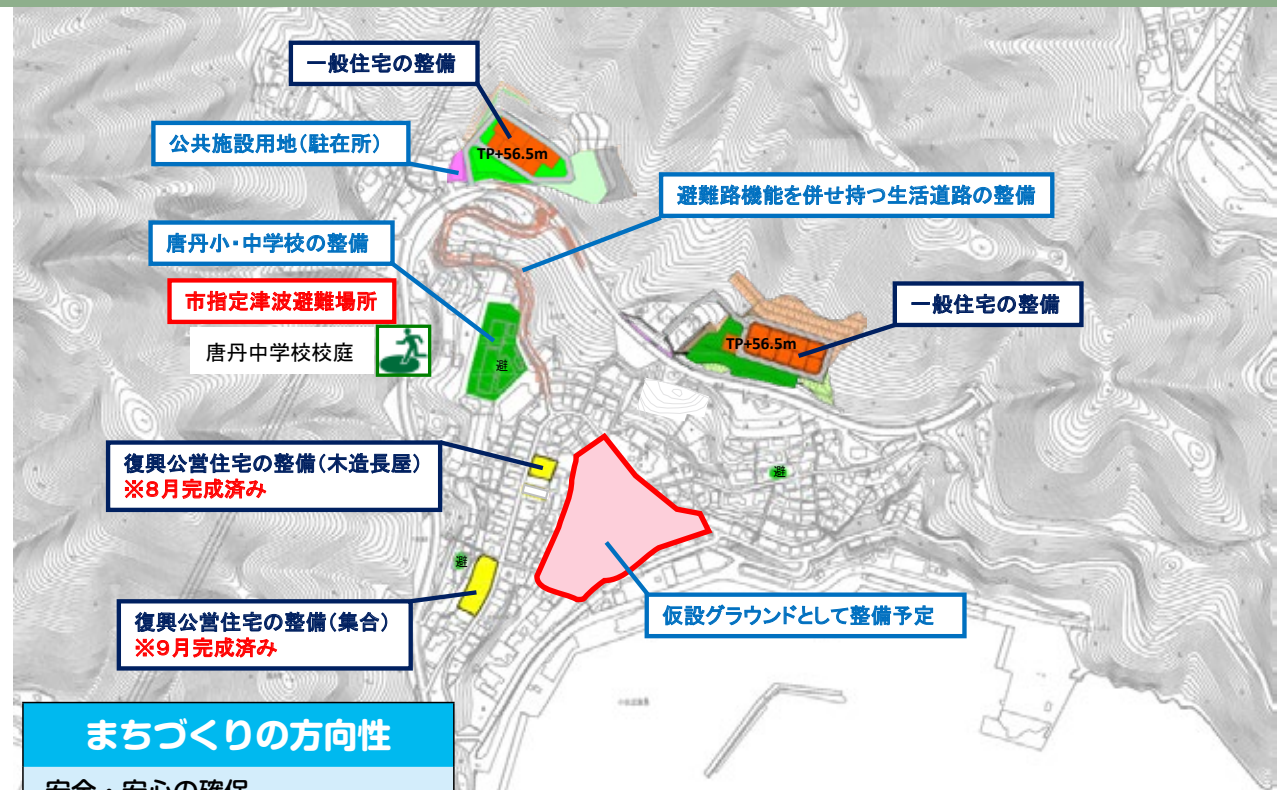 一般住宅の整備
TP+56.5m
公共施設用地(駐在所)
避難路機能を併せ持つ生活道路の整備
唐丹小・中学校の整備
市指定津波避難場所
唐丹中学校校庭
避
一般住宅の整備
TP+56.5m
復興公営住宅の整備(木造長屋)
※8月完成済み
避
避
復興公営住宅の整備(集合)
※9月完成済み
仮設グラウンドとして整備予定
まちづくりの方向性
安全・安心の確保